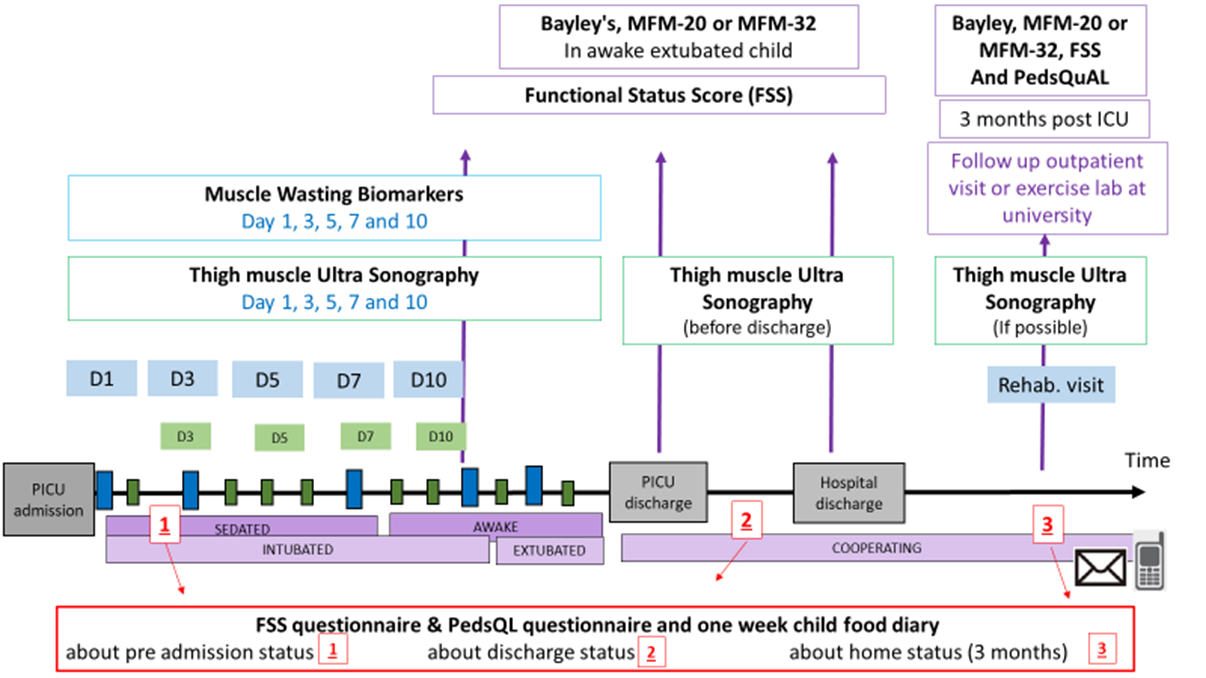 Bayley's, MFM-20 or MFM-32
In awake extubated child
Functional Status Score (FSS)
Bayley, MFM-20 or
MFM-32, FSS
And PedsQuAL
3 months post ICU
Follow up outpatient
visit or exercise lab at
university
Muscle Wasting Biomarkers
Day 1, 3, 5, 7 and 10
Thigh muscle Ultra Sonography
Day 1, 3, 5, 7 and 10
Thigh muscle Ultra
Sonography
(before discharge)
Thigh muscle Ultra
Sonography
(If possible)
D1 D3 D5 D7 D10
Rehab. visit
D3 D5 D7 D10
Time
PICU
admission
PICU
discharge
Hospital
discharge
1
SEDATED
AWAKE
INTUBATED
EXTUBATED
2
3
COOPERATING
FSS questionnaire & PedsQL questionnaire and one week child food diary
about pre admission status 1 about discharge status 2 about home status (3 months) 3